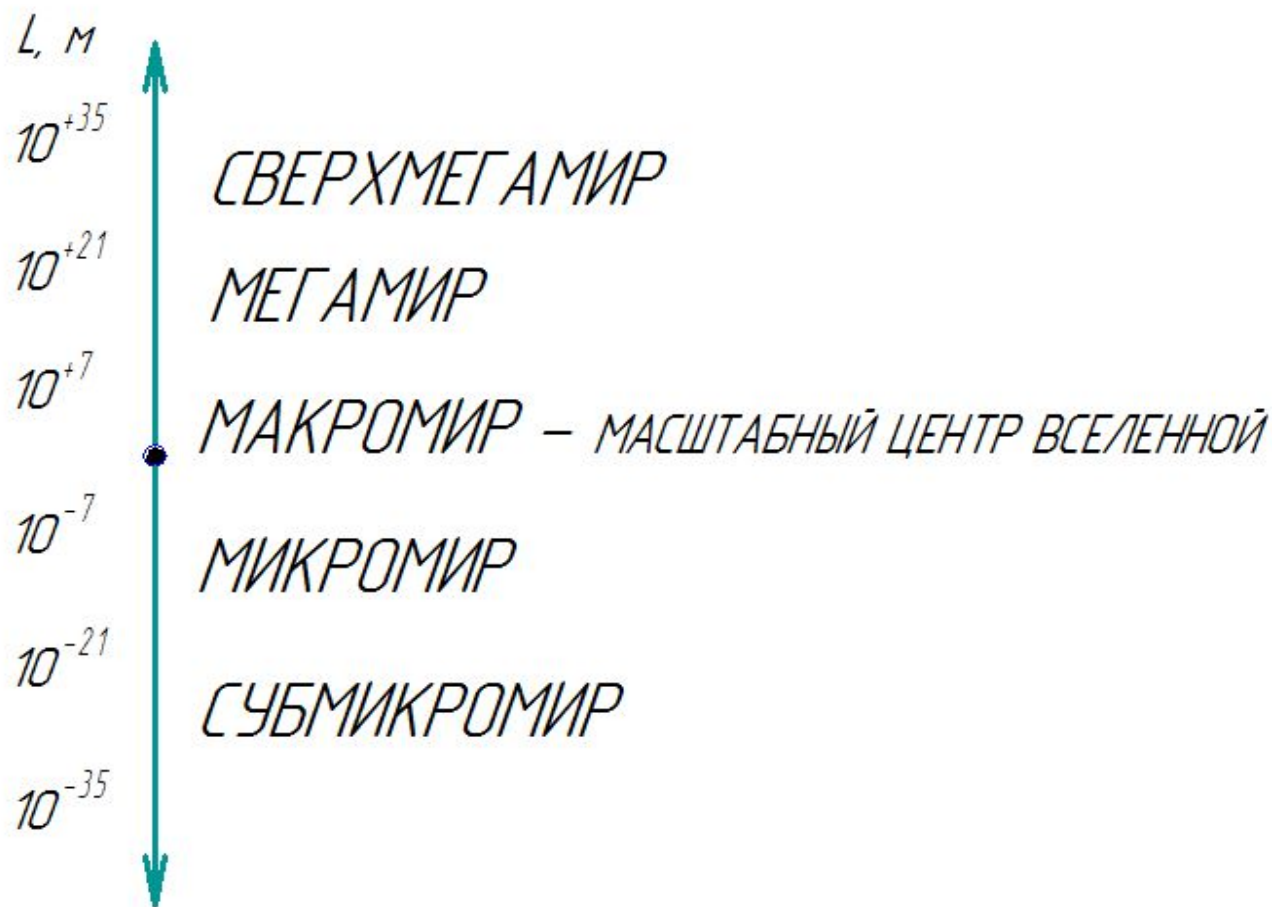 L, м
10⁺³⁵
СВЕРХМЕГАМИР
10⁺²¹
МЕГАМИР
10⁺⁷
МАКРОМИР – МАСШТАБНЫЙ ЦЕНТР ВСЕЛЕННОЙ
10⁻⁷
МИКРОМИР
10⁻²¹
СУБМИКРОМИР
10⁻³⁵